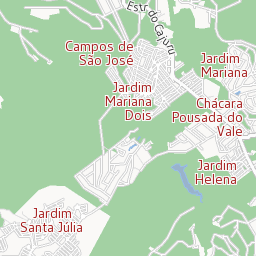 Estr. do Cajuru
Campos de
São José
Jardim
Mariana
Jardim
Mariana
Dois
Chácara
Pousada do
Vale
Jardim
Helena
Jardim
Santa Júlia